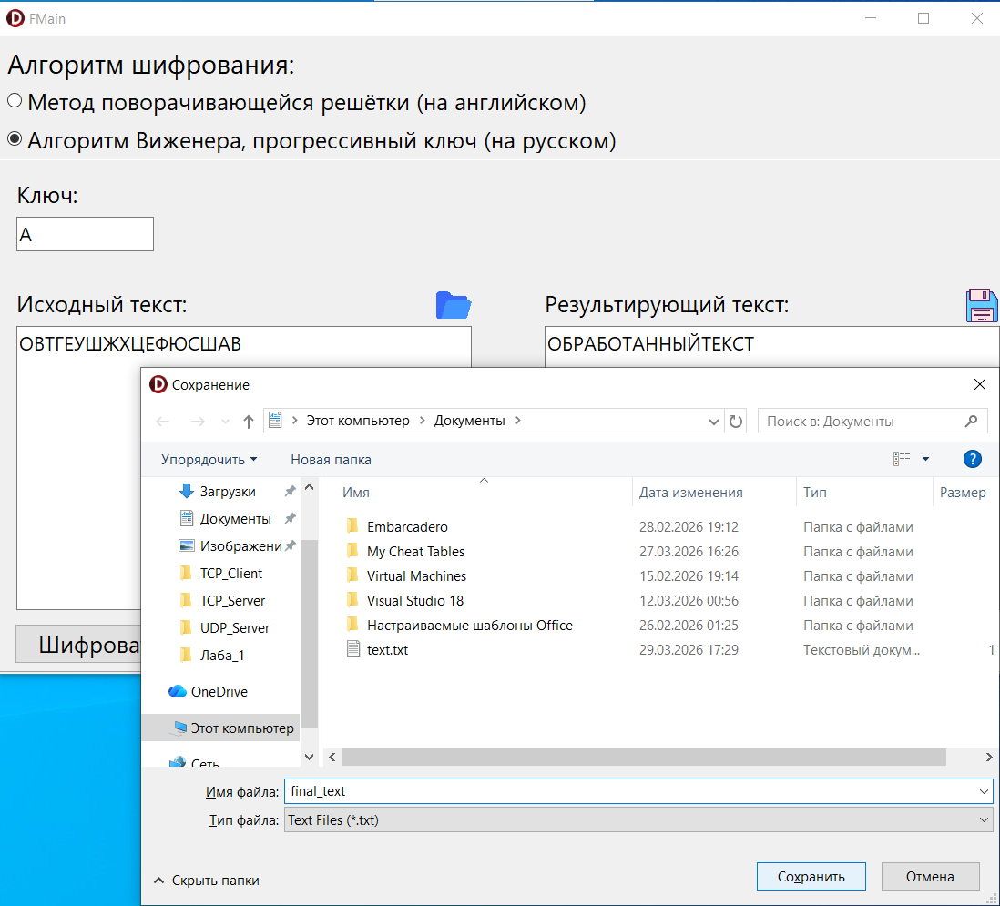 FMain
Алгоритм шифрования:
Метод поворачивающейся решётки (на английском)
Алгоритм Виженера, прогрессивный ключ (на русском)
Ключ:
А
Исходный текст:
Результирующий текст:
ОВТГЕУШЖХЦЕФЮСШАВ
ОБРАБОТАННЫЙТЕКСТ
Шифрова
Сохранение
Этот компьютер > Документы >
Поиск в: Документы
Упорядочить
Новая папка
Загрузки
Документы
Изображени
TCP_Client
TCP_Server
UDP_Server
Лаба_1
OneDrive
Этот компьютер
Сеть
Имя Дата изменения Тип Размер
Embarcadero 28.02.2026 19:12 Папка с файлами
My Cheat Tables 27.03.2026 16:26 Папка с файлами
Virtual Machines 15.02.2026 19:14 Папка с файлами
Visual Studio 18 12.03.2026 00:56 Папка с файлами
Настраиваемые шаблоны Office 26.02.2026 01:25 Папка с файлами
text.txt 29.03.2026 17:29 Текстовый докум... 1
Имя файла: final_text
Тип файла: Text Files (*.txt)
Скрыть папки
Сохранить
Отмена